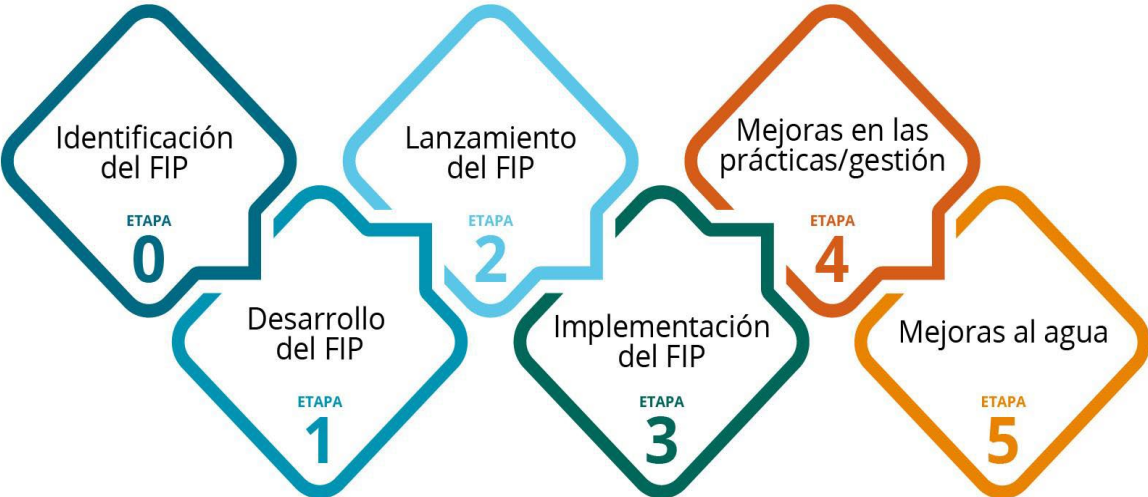 Identificación
del FIP
ETAPA
0
Desarrollo
del FIP
ETAPA
1
Lanzamiento
del FIP
ETAPA
2
Implementación
del FIP
ETAPA
3
Mejoras en las
prácticas/gestión
ETAPA
4
Mejoras al agua
ETAPA
5